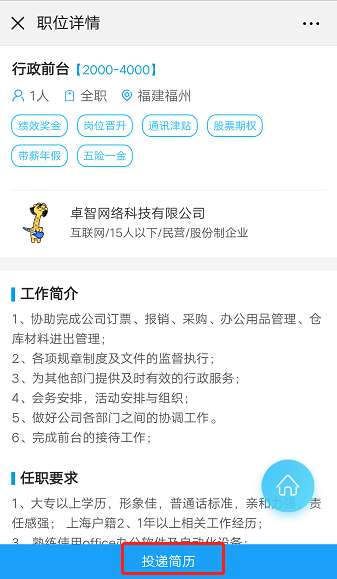 职位详情
行政前台【2000-4000】
1人 全职 福建福州
绩效奖金 岗位晋升 通讯津贴 股票期权
带薪年假 五险一金
卓智网络科技有限公司
互联网/15人以下/民营/股份制企业
工作简介
1、协助完成公司订票、报销、采购、办公用品管理、仓
库材料进出管理；
2、各项规章制度及文件的监督执行；
3、为其他部门提供及时有效的行政服务；
4、会务安排，活动安排与组织；
5、做好公司各部门之间的协调工作。
6、完成前台的接待工作；
任职要求
1、大专以上学历，形象佳，普通话标准，亲和力强，责
任感强； 上海户籍2、1年以上相关工作经历；
3、熟练使用office办公软件及自动化设备；
投递简历